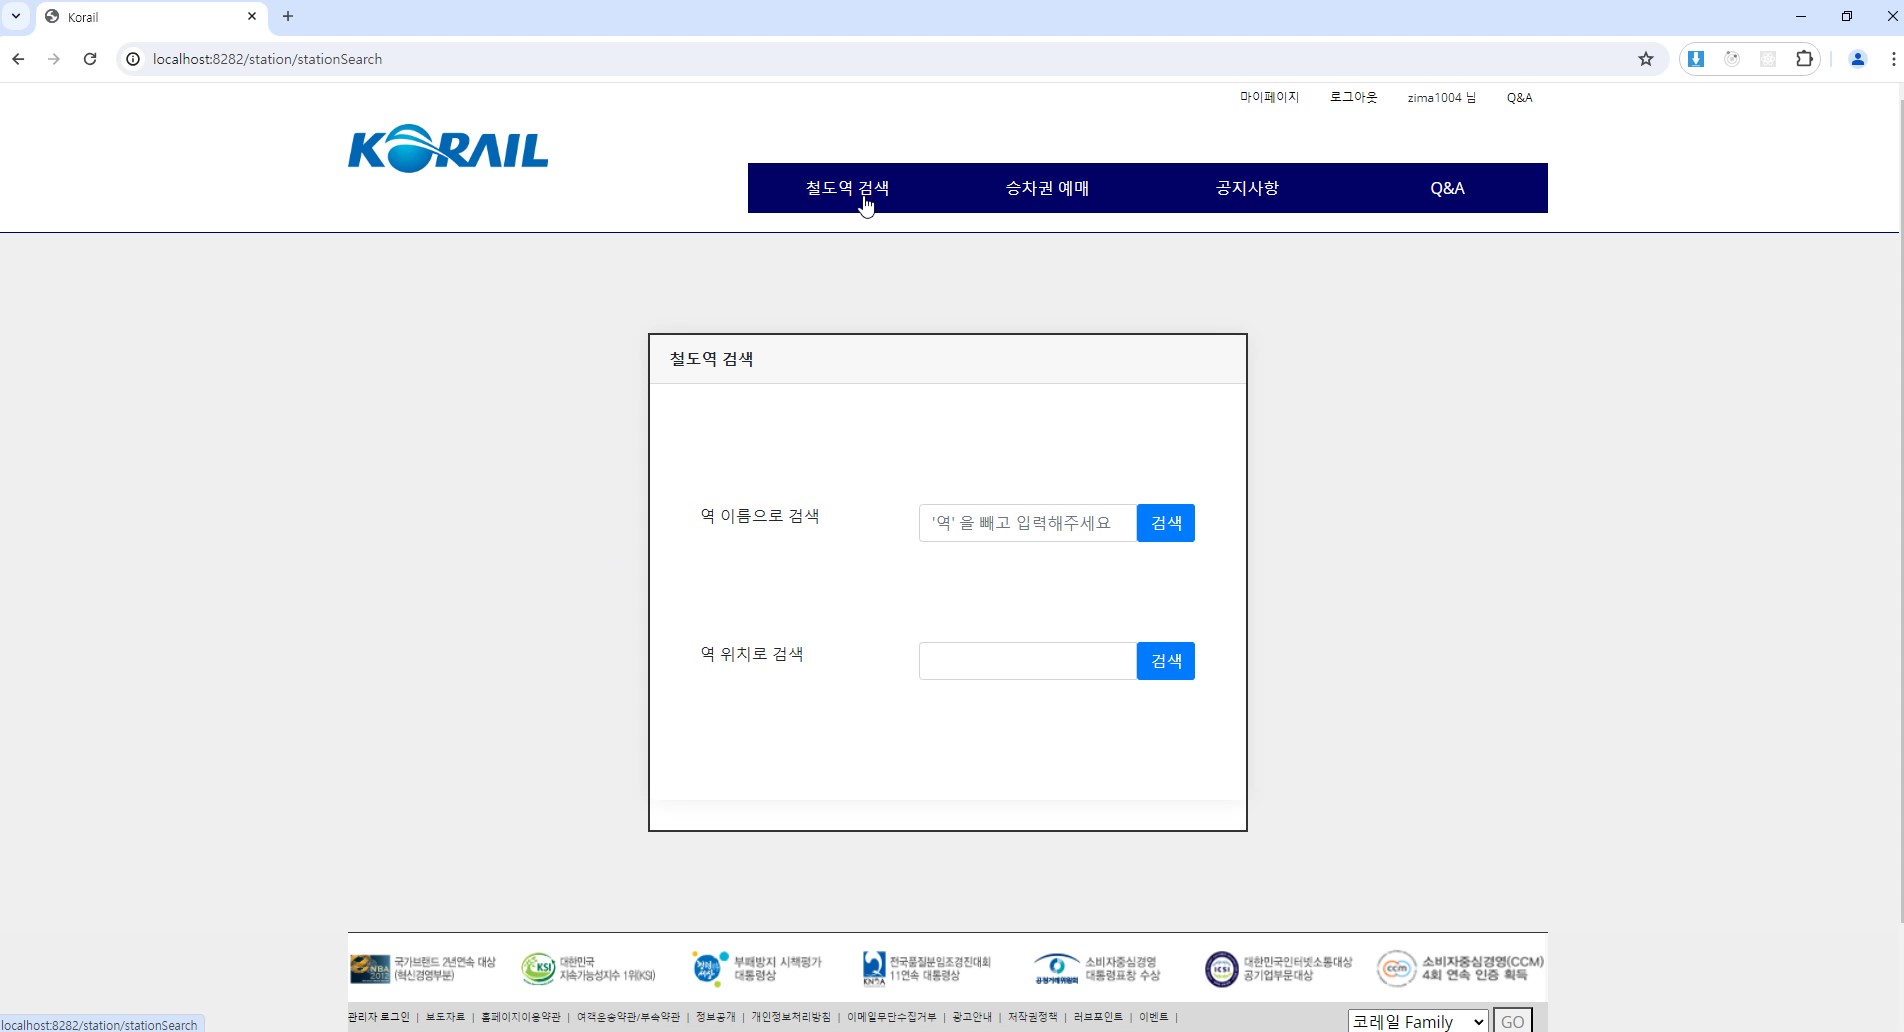 Korail
localhost:8282/station/stationSearch
마이페이지 로그아웃 zima1004 님 Q&A
KORAIL
철도역 검색 승차권 예매 공지사항 Q&A
철도역 검색
역 이름으로 검색 '역' 을 빼고 입력해주세요 검색
역 위치로 검색 검색
국가브랜드 2년연속 대상
(혁신경영부문)
KSI 대한민국
지속가능성지수 1위(KSI)
부패방지 시책평가
대통령상
전국품질분임조경진대회
11연속 대통령상
공정거래위원회 소비자중심경영
대통령표창 수상
ICSI 대한민국인터넷소통대상
공기업부문대상
ccm 소비자중심경영(CCM)
4회 연속 인증 획득
관리자 로그인 | 보도자료 | 홈페이지이용약관 | 여객운송약관/부속약관 | 정보공개 | 개인정보처리방침 | 이메일무단수집거부 | 광고안내 | 저작권정책 | 러브포인트 | 이벤트 |
코레일 Family GO
localhost:8282/station/stationSearch